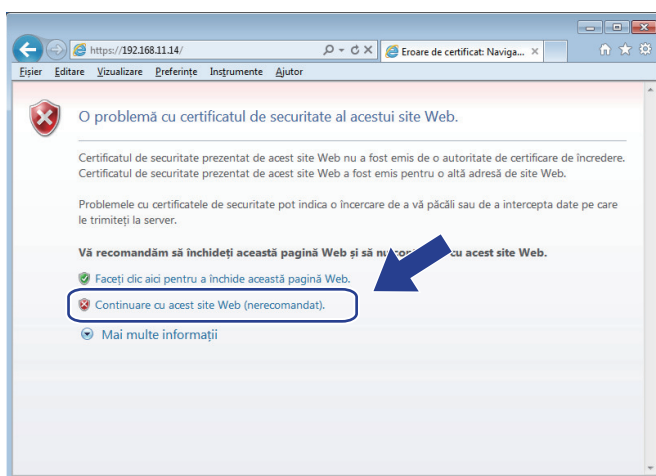 https://192.168.11.14/
Eroare de certificat: Naviga...
Fișier Editare Vizualizare Preferințe Instrumente Ajutor
O problemă cu certificatul de securitate al acestui site Web.
Certificatul de securitate prezentat de acest site Web nu a fost emis de o autoritate de certificare de încredere.
Certificatul de securitate prezentat de acest site Web a fost emis pentru o altă adresă de site Web.
Problemele cu certificatele de securitate pot indica o încercare de a vă păcăli sau de a intercepta date pe care
le trimiteți la server.
Vă recomandăm să închideți această pagină Web și să cu acest site Web.
Faceți clic aici pentru a închide această pagină Web.
Continuare cu acest site Web (nerecomandat).
Mai multe informații